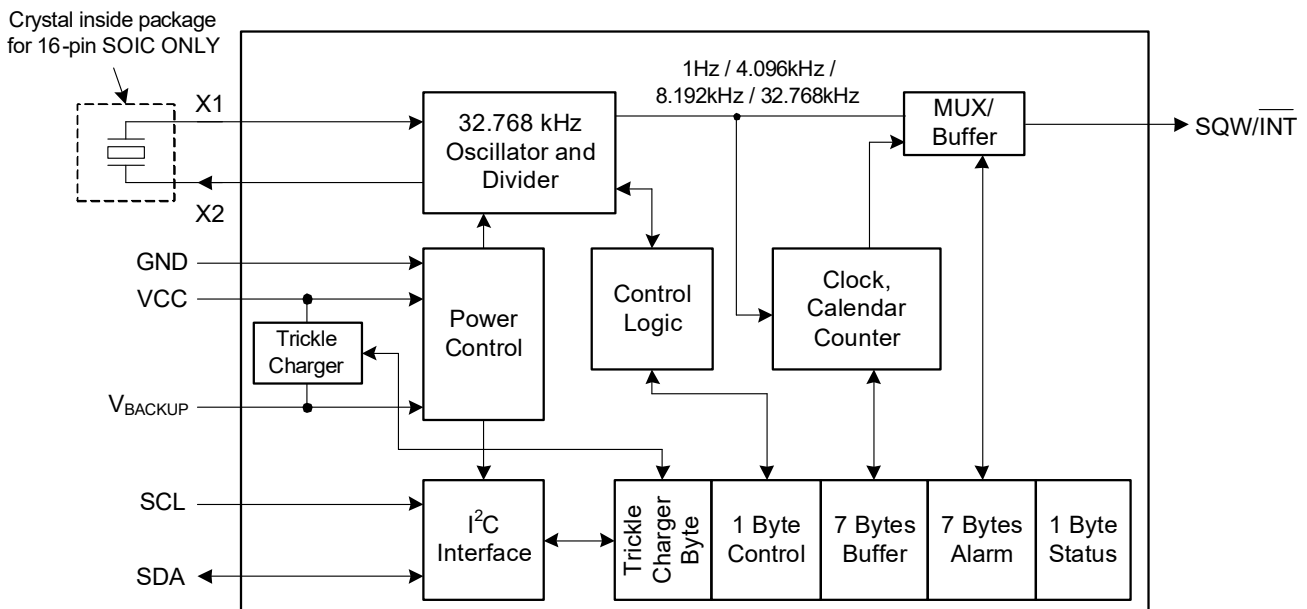 Crystal inside package
for 16-pin SOIC ONLY
X1
X2
1Hz / 4.096kHz /
8.192kHz / 32.768kHz
32.768 kHz
Oscillator and
Divider
MUX/
Buffer
SQW/I̅N̅T̅
GND
VCC
V_BACKUP
Trickle
Charger
Power
Control
Control
Logic
Clock,
Calendar
Counter
SCL
SDA
I²C
Interface
Trickle
Charger
Byte
1 Byte
Control
7 Bytes
Buffer
7 Bytes
Alarm
1 Byte
Status